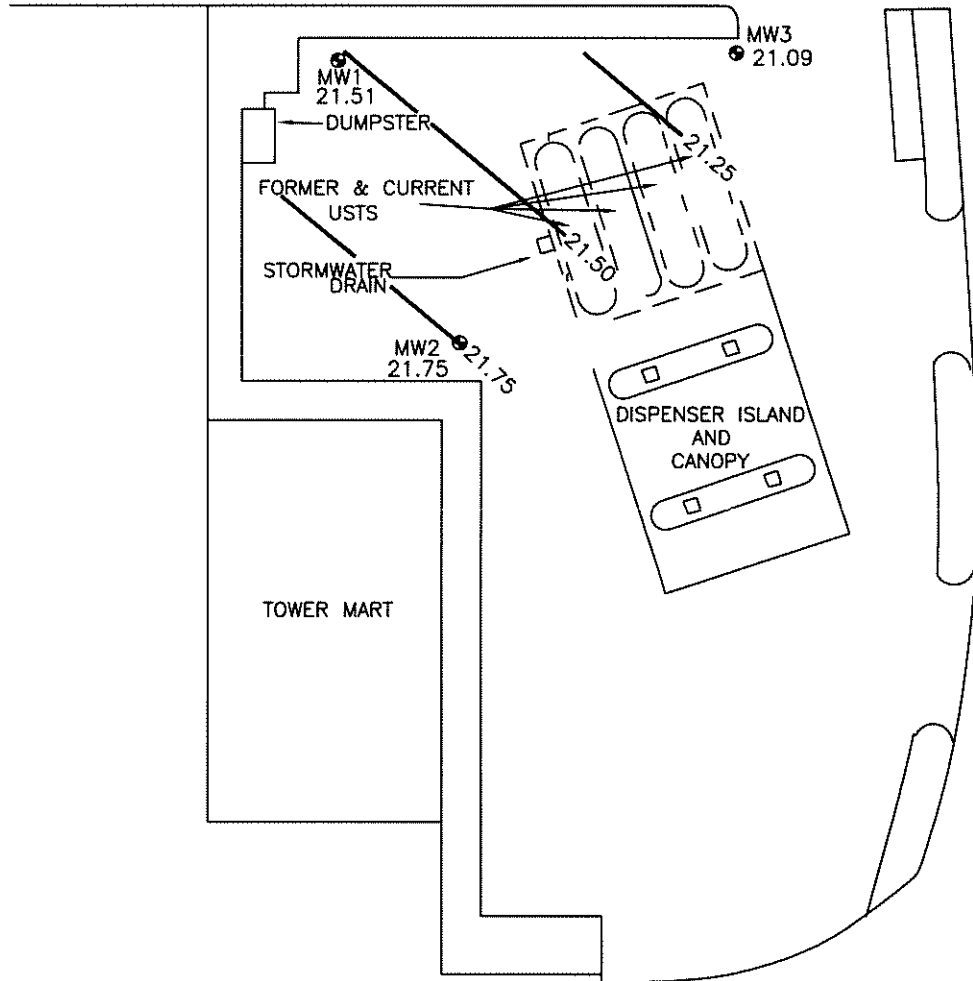 MW3
21.09
MW1
21.51
DUMPSTER
21.25
FORMER & CURRENT
USTS
21.50
STORMWATER
DRAIN
MW2
21.75
21.75
DISPENSER ISLAND
AND
CANOPY
TOWER MART